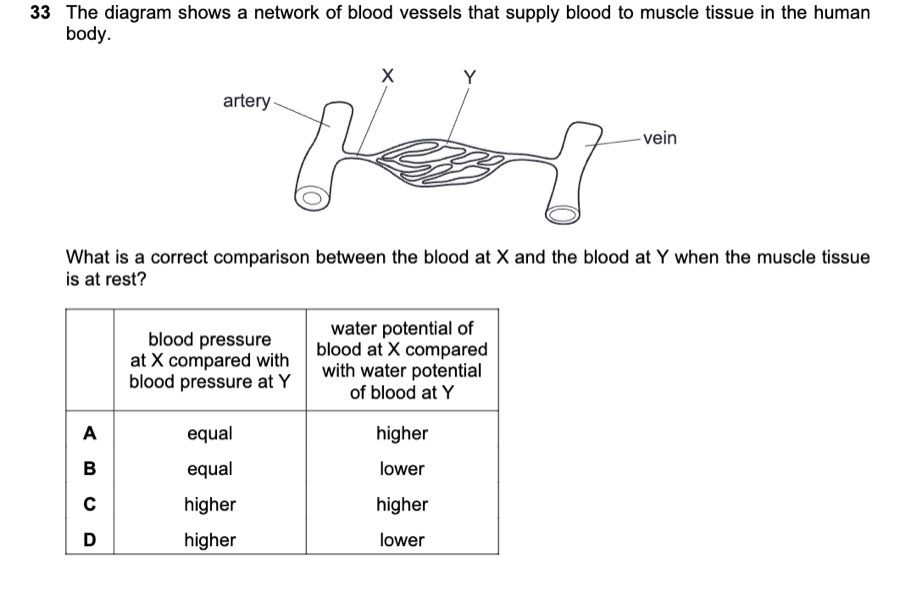 33 The diagram shows a network of blood vessels that supply blood to muscle tissue in the human
body.
X
Y
artery
vein
What is a correct comparison between the blood at X and the blood at Y when the muscle tissue
is at rest?
blood pressure
at X compared with
blood pressure at Y
water potential of
blood at X compared
with water potential
of blood at Y
A equal higher
B equal lower
C higher higher
D higher lower